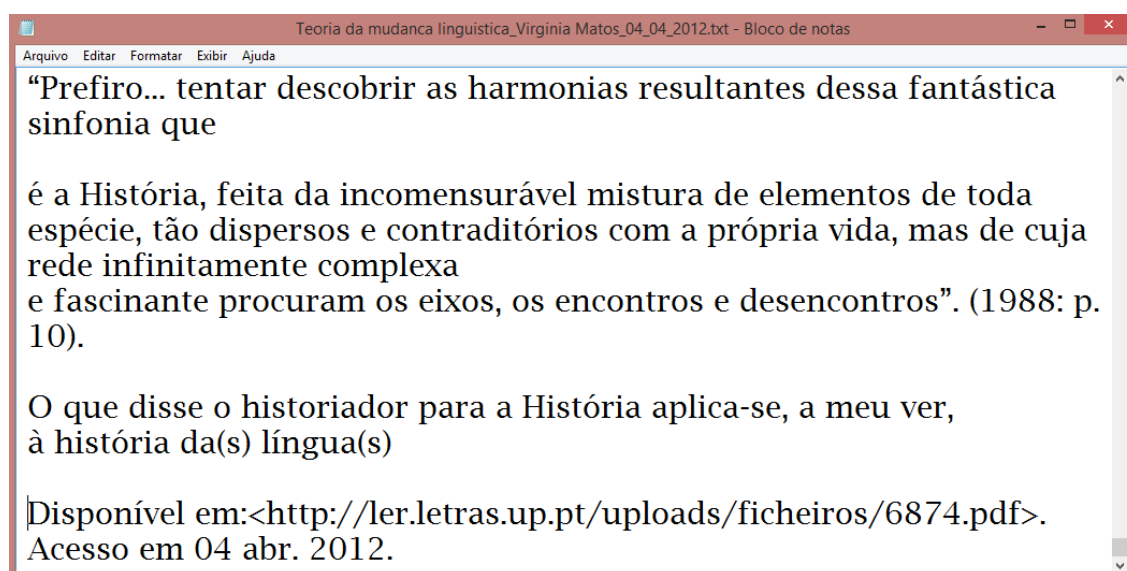 Teoria da mudanca linguistica_Virginia Matos_04_04_2012.txt - Bloco de notas
Arquivo Editar Formatar Exibir Ajuda
“Prefiro... tentar descobrir as harmonias resultantes dessa fantástica
sinfonia que
é a História, feita da incomensurável mistura de elementos de toda
espécie, tão dispersos e contraditórios com a própria vida, mas de cuja
rede infinitamente complexa
e fascinante procuram os eixos, os encontros e desencontros”. (1988: p.
10).
O que disse o historiador para a História aplica-se, a meu ver,
à história da(s) língua(s)
Disponível em:<http://ler.letras.up.pt/uploads/ficheiros/6874.pdf>.
Acesso em 04 abr. 2012.